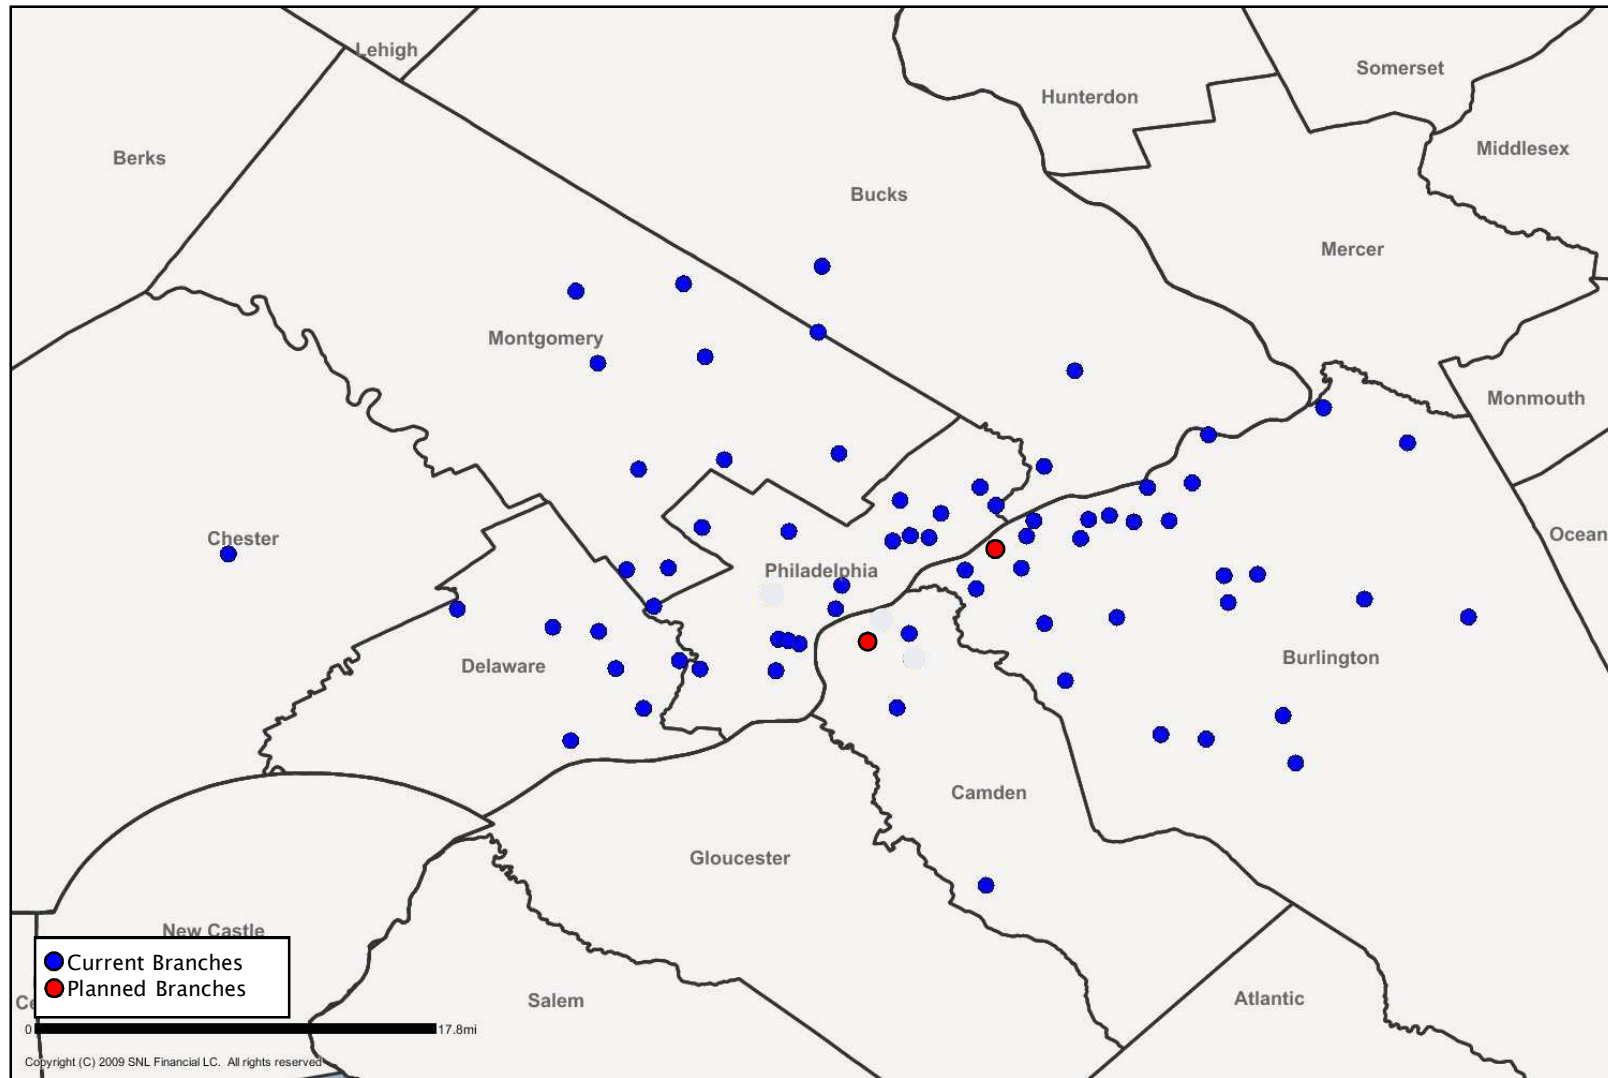 Lehigh
Somerset
Hunterdon
Middlesex
Berks
Bucks
Mercer
Montgomery
Monmouth
Chester
Ocean
Philadelphia
Delaware
Burlington
Camden
Gloucester
New Castle
Current Branches
Planned Branches
Ce
Salem
Atlantic
0 17.8mi
Copyright (C) 2009 SNL Financial LC. All rights reserved